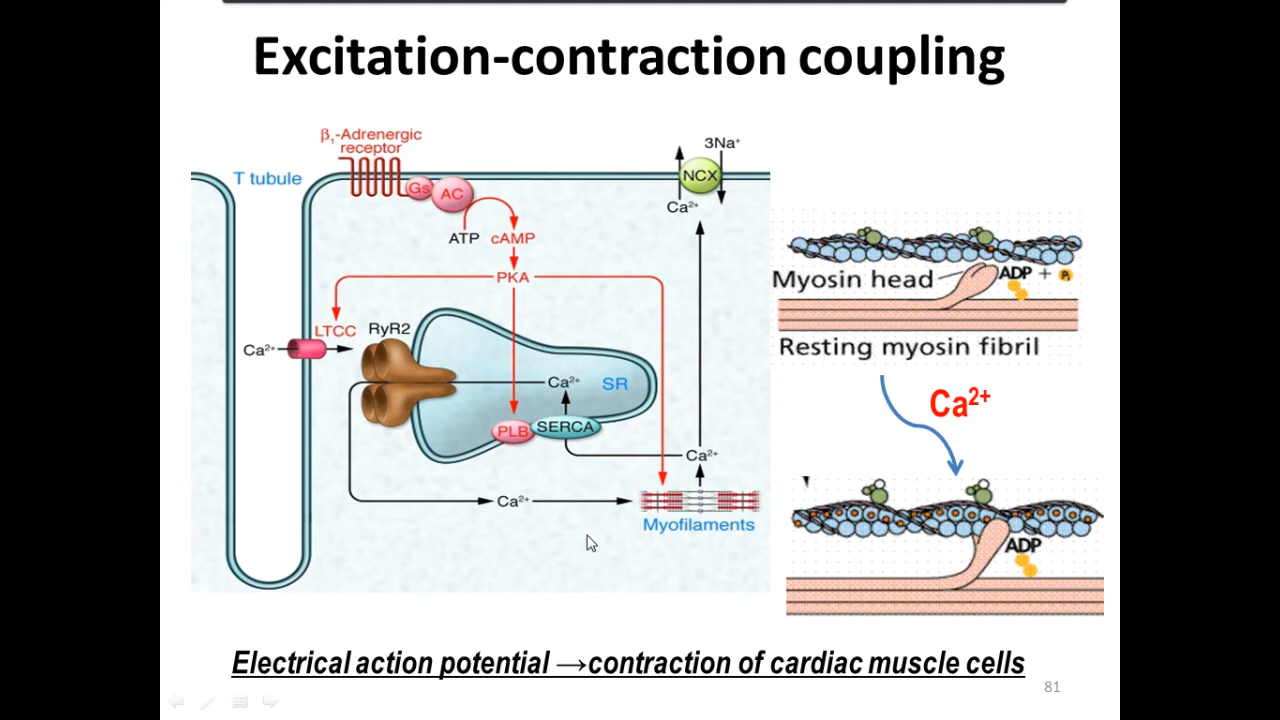 Excitation-contraction coupling
β₁-Adrenergic
receptor
T tubule
Gs
AC
ATP
cAMP
PKA
3Na⁺
NCX
Ca²⁺
LTCC
RyR2
Ca²⁺
Ca²⁺
SR
PLB
SERCA
Ca²⁺
Ca²⁺
Myofilaments
Myosin head
ADP + Pᵢ
Resting myosin fibril
Ca2+
ADP
Electrical action potential →contraction of cardiac muscle cells
81